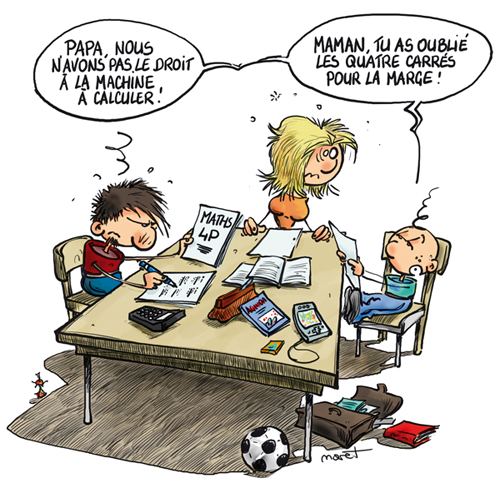 PAPA, NOUS
N'AVONS PAS LE DROIT
À LA MACHINE
À CALCULER !
MAMAN, TU AS OUBLIÉ
LES QUATRE CARRÉS
POUR LA MARGE !
MATHS
4P
maret